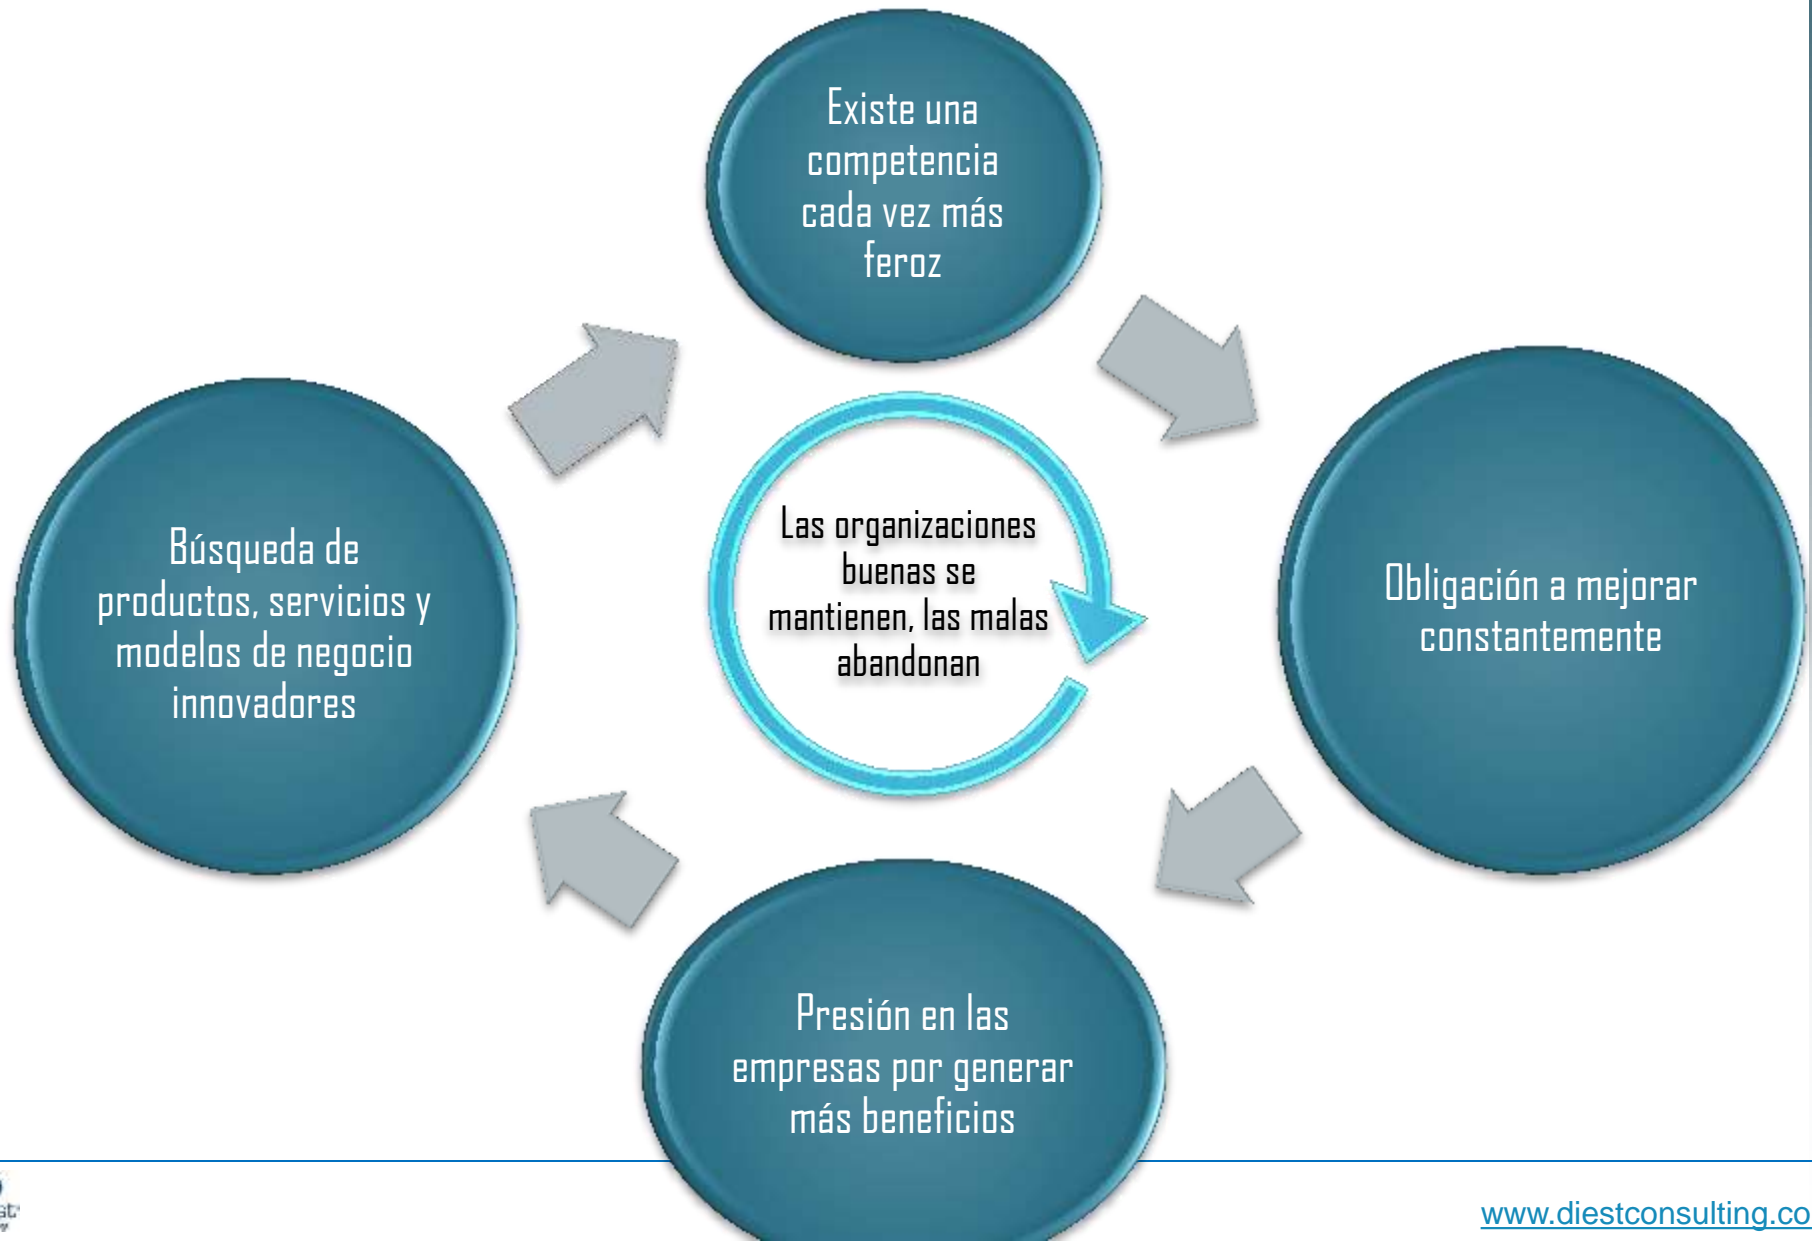 Existe una
competencia
cada vez más
feroz
Obligación a mejorar
constantemente
Presión en las
empresas por generar
más beneficios
Búsqueda de
productos, servicios y
modelos de negocio
innovadores
Las organizaciones
buenas se
mantienen, las malas
abandonan
www.diestconsulting.co